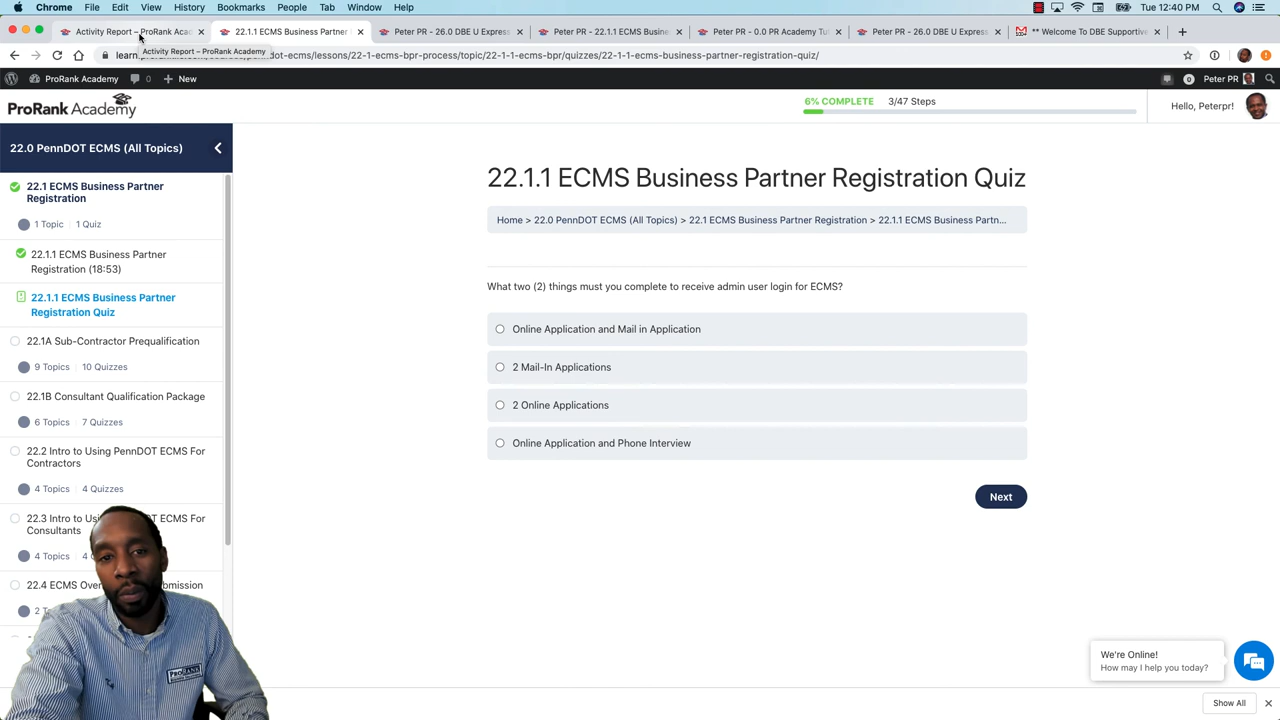 Chrome File Edit View History Bookmarks People Tab Window Help
Mon 12:40 PM
Activity Report – ProRank Acad
22.1.1 ECMS Business Partner
Peter PR - 26.0 DBE U Express
Peter PR - 22.1.1 ECMS Busin
Peter PR - 0.0 PR Academy Tu
Peter PR - 26.0 DBE U Express
** Welcome To DBE Supportive
Activity Report – ProRank Academy
ProRank Academy 0 New
0 Peter PR
ProRank Academy
6% COMPLETE 3/47 Steps
Hello, Peterpr!
22.0 PennDOT ECMS (All Topics)
22.1 ECMS Business Partner
Registration
1 Topic 1 Quiz
22.1.1 ECMS Business Partner
Registration (18:53)
22.1.1 ECMS Business Partner
Registration Quiz
22.1A Sub-Contractor Prequalification
9 Topics 10 Quizzes
22.1B Consultant Qualification Package
6 Topics 7 Quizzes
22.2 Intro to Using PennDOT ECMS For
Contractors
4 Topics 4 Quizzes
22.3 Intro to Us
OT ECMS For
Consultants
4 Topics
22.4 ECMS Over
bmission
22.1.1 ECMS Business Partner Registration Quiz
Home > 22.0 PennDOT ECMS (All Topics) > 22.1 ECMS Business Partner Registration > 22.1.1 ECMS Business Partn...
What two (2) things must you complete to receive admin user login for ECMS?
Online Application and Mail in Application
2 Mail-In Applications
2 Online Applications
Online Application and Phone Interview
Next
ProRank
We're Online!
How may I help you today?
Show All